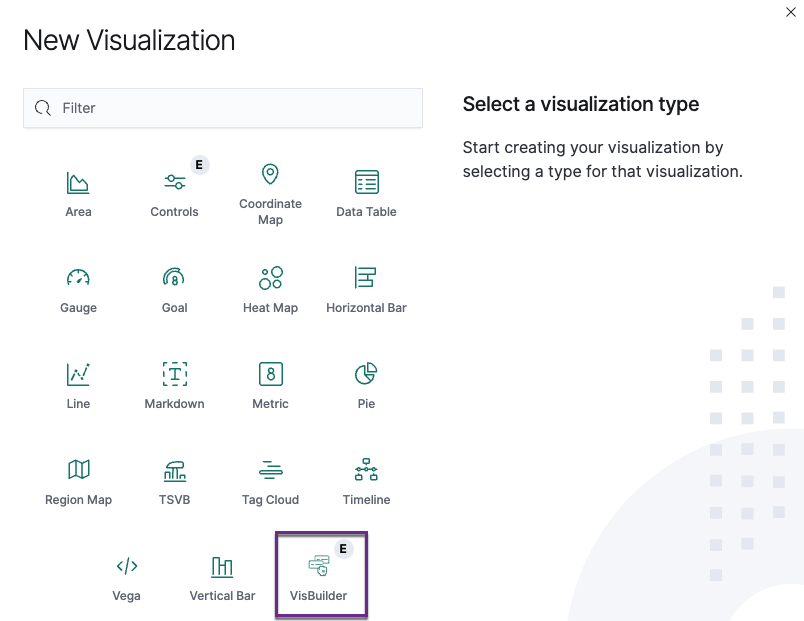 New Visualization
Filter
Select a visualization type
Start creating your visualization by
selecting a type for that visualization.
E
Area
Controls
Coordinate
Map
Data Table
8
Gauge
Goal
Heat Map
Horizontal Bar
T
8
Line
Markdown
Metric
Pie
Region Map
TSVB
Tag Cloud
Timeline
E
Vega
Vertical Bar
VisBuilder